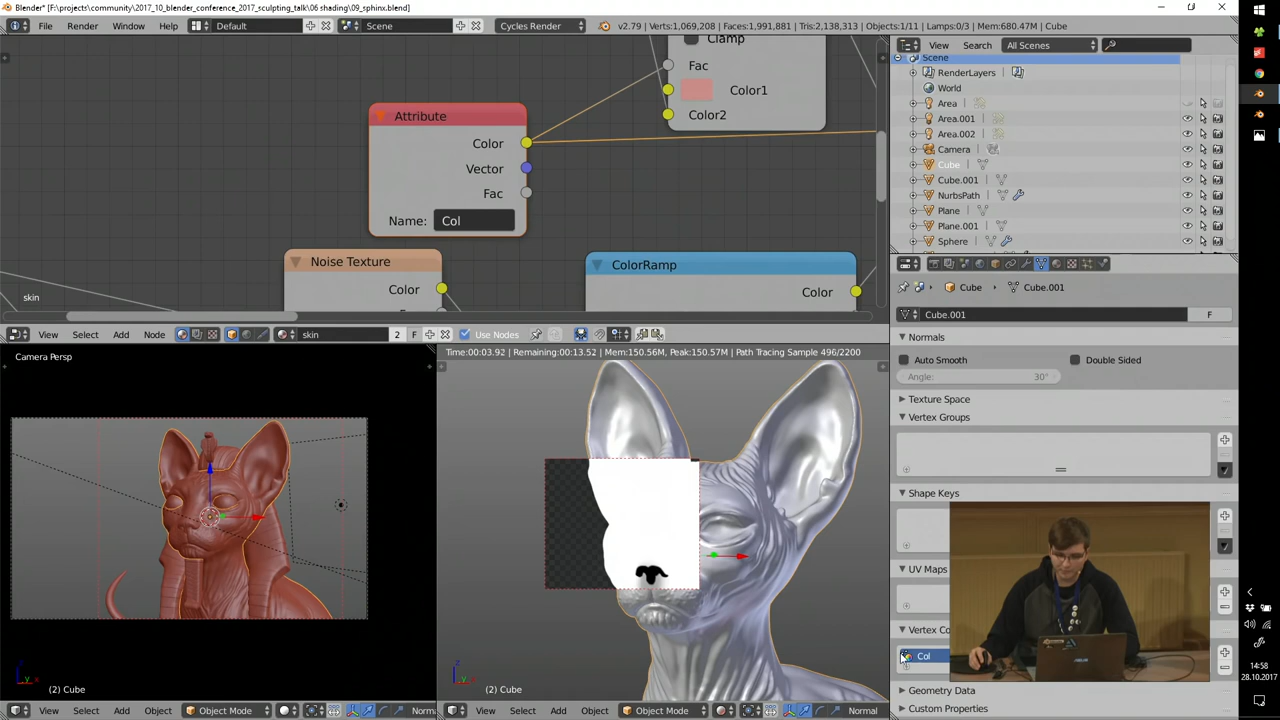 Blender* [F:\projects\community\2017_10_blender_conference_2017_sculpting_talk\06 shading\09_sphinx.blend]
File Render Window Help Default Scene Cycles Render v2.79 | Verts:1,069,208 | Faces:1,991,881 | Tris:2,138,313 | Objects:1/11 | Lamps:0/3 | Mem:680.47M | Cube
View Search All Scenes
Clamp
Fac
Color1
Color2
Attribute
Color
Vector
Fac
Name: Col
Noise Texture
Color
ColorRamp
Color
skin
View Select Add Node skin 2 F Use Nodes
Scene
RenderLayers
World
Area
Area.001
Area.002
Camera
Cube
Cube.001
NurbsPath
Plane
Plane.001
Sphere
Cube Cube.001
Cube.001 F
Normals
Auto Smooth Double Sided
Angle: 30°
Texture Space
Vertex Groups
Shape Keys
UV Maps
Vertex Co
Col
Geometry Data
Custom Properties
Camera Persp
(2) Cube
View Select Add Object Object Mode Norm
Time:00:03.92 | Remaining:00:13.52 | Mem:150.56M, Peak:150.57M | Path Tracing Sample 496/2200
(2) Cube
View Select Add Object Object Mode Normal
ASUS
14:58
28.10.2017